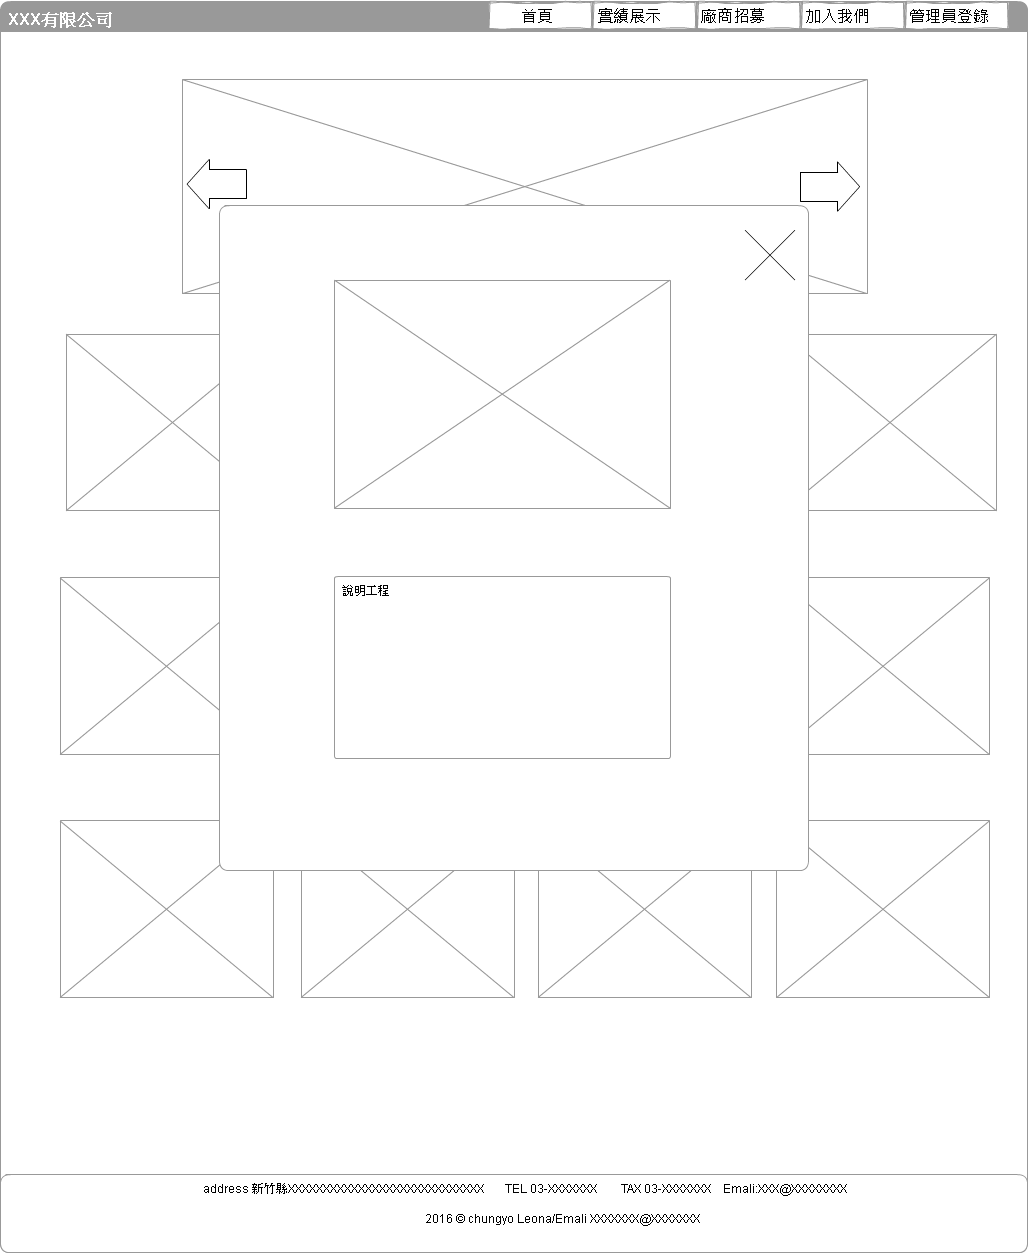 XXX有限公司
首頁 實績展示 廠商招募 加入我們 管理員登錄
說明工程
address 新竹縣XXXXXXXXXXXXXXXXXXXXXXXXXXXX TEL 03-XXXXXXX TAX 03-XXXXXXX Emali:XXX@XXXXXXXX
2016 © chungyo Leona/Emali XXXXXXX@XXXXXXX